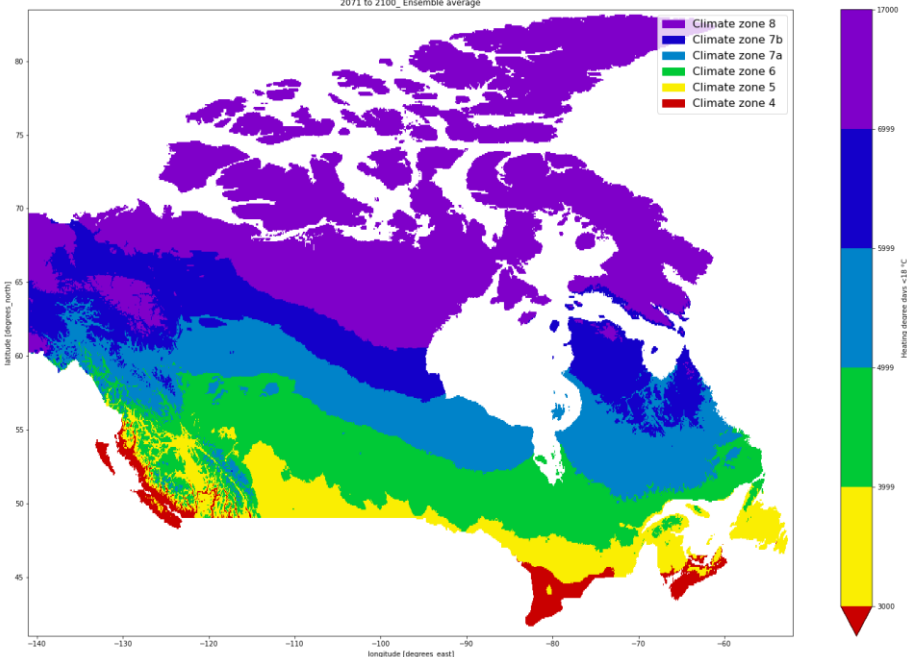 2071 to 2100_ Ensemble average
Climate zone 8
Climate zone 7b
Climate zone 7a
Climate zone 6
Climate zone 5
Climate zone 4
17000
6999
5999
4999
3999
3000
Heating degree days <18 °C
80
75
70
65
60
55
50
45
latitude [degrees_north]
−140
−130
−120
−110
−100
−90
−80
−70
−60
longitude [degrees_east]